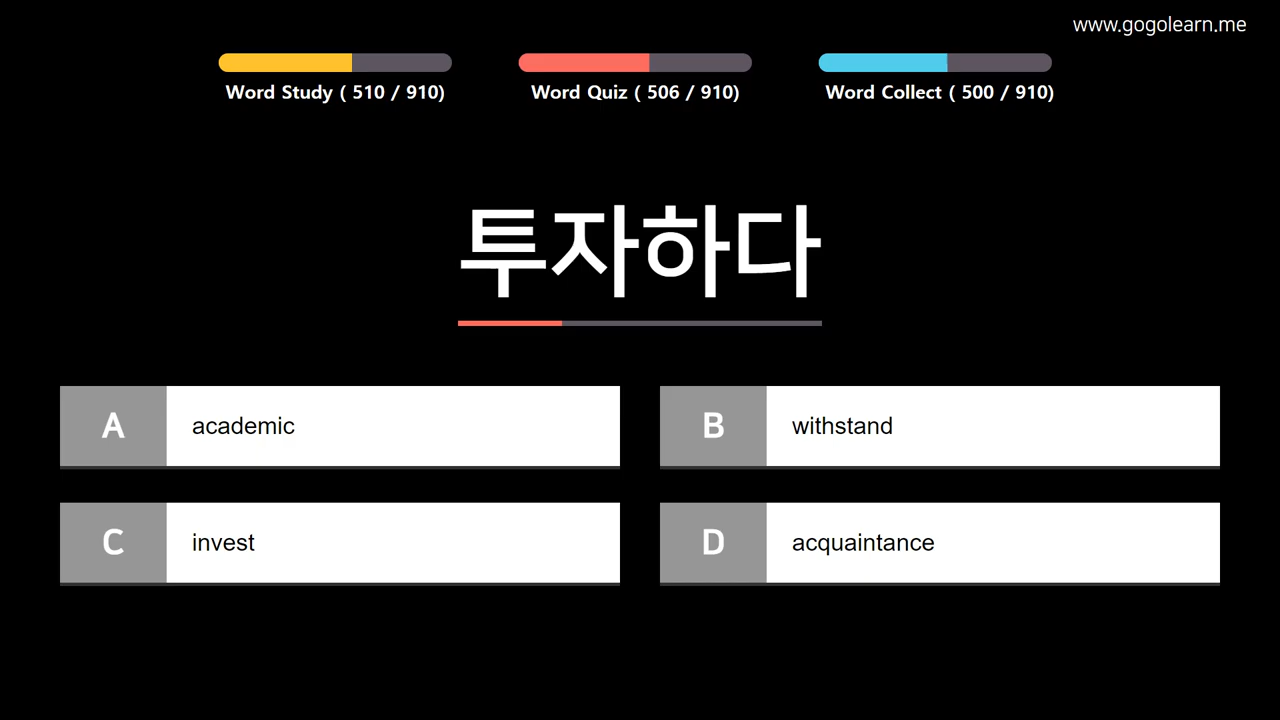 www.gogolearn.me
Word Study ( 510 / 910)
Word Quiz ( 506 / 910)
Word Collect ( 500 / 910)
투자하다
A academic
B withstand
C invest
D acquaintance